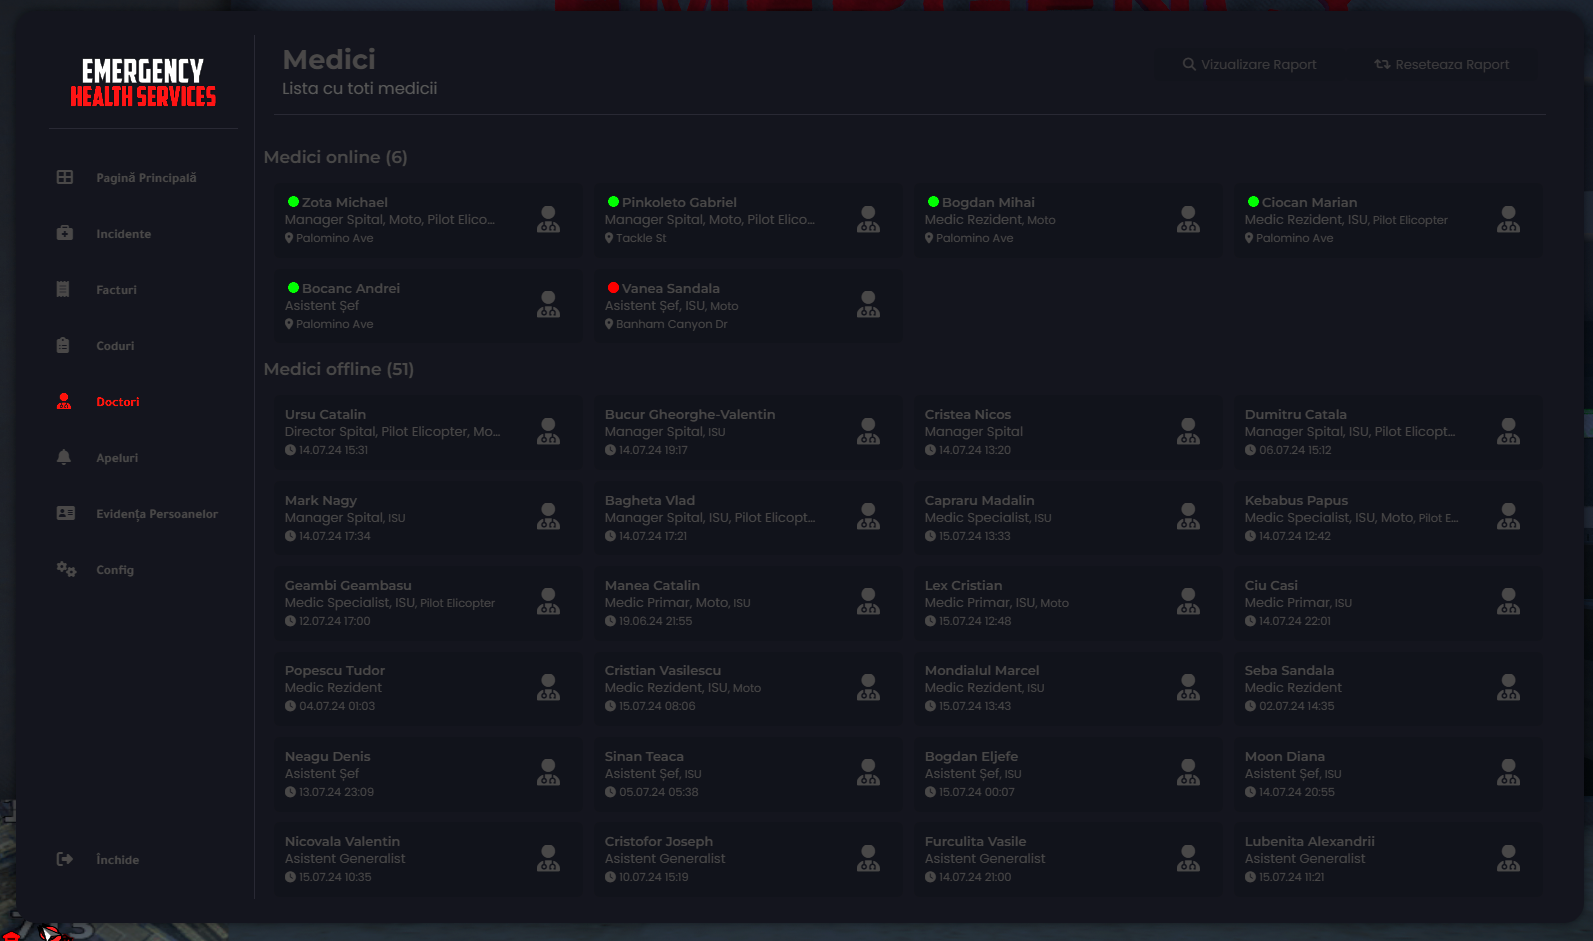 EMERGENCY
HEALTH SERVICES
Pagină Principală
Incidente
Facturi
Coduri
Doctori
Apeluri
Evidența Persoanelor
Config
Închide
Medici
Lista cu toti medicii
Vizualizare Raport
Reseteaza Raport
Medici online (6)
Zota Michael
Manager Spital, Moto, Pilot Elico...
Palomino Ave
Pinkoleto Gabriel
Manager Spital, Moto, Pilot Elico...
Tackle St
Bogdan Mihai
Medic Rezident, Moto
Palomino Ave
Ciocan Marian
Medic Rezident, ISU, Pilot Elicopter
Palomino Ave
Bocanc Andrei
Asistent Șef
Palomino Ave
Vanea Sandala
Asistent Șef, ISU, Moto
Banham Canyon Dr
Medici offline (51)
Ursu Catalin
Director Spital, Pilot Elicopter, Mo...
14.07.24 15:31
Bucur Gheorghe-Valentin
Manager Spital, ISU
14.07.24 19:17
Cristea Nicos
Manager Spital
14.07.24 13:20
Dumitru Catala
Manager Spital, ISU, Pilot Elicopt...
06.07.24 15:12
Mark Nagy
Manager Spital, ISU
14.07.24 17:34
Bagheta Vlad
Manager Spital, ISU, Pilot Elicopt...
14.07.24 17:21
Capraru Madalin
Medic Specialist, ISU
15.07.24 13:33
Kebabus Papus
Medic Specialist, ISU, Moto, Pilot E...
14.07.24 12:42
Geambi Geambasu
Medic Specialist, ISU, Pilot Elicopter
12.07.24 17:00
Manea Catalin
Medic Primar, Moto, ISU
19.06.24 21:55
Lex Cristian
Medic Primar, ISU, Moto
15.07.24 12:48
Ciu Casi
Medic Primar, ISU
14.07.24 22:01
Popescu Tudor
Medic Rezident
04.07.24 01:03
Cristian Vasilescu
Medic Rezident, ISU, Moto
15.07.24 08:06
Mondialul Marcel
Medic Rezident, ISU
15.07.24 13:43
Seba Sandala
Medic Rezident
02.07.24 14:35
Neagu Denis
Asistent Șef
13.07.24 23:09
Sinan Teaca
Asistent Șef, ISU
05.07.24 05:38
Bogdan Eljefe
Asistent Șef, ISU
15.07.24 00:07
Moon Diana
Asistent Șef, ISU
14.07.24 20:55
Nicovala Valentin
Asistent Generalist
15.07.24 10:35
Cristofor Joseph
Asistent Generalist
10.07.24 15:19
Furculita Vasile
Asistent Generalist
14.07.24 21:00
Lubenita Alexandrii
Asistent Generalist
15.07.24 11:21